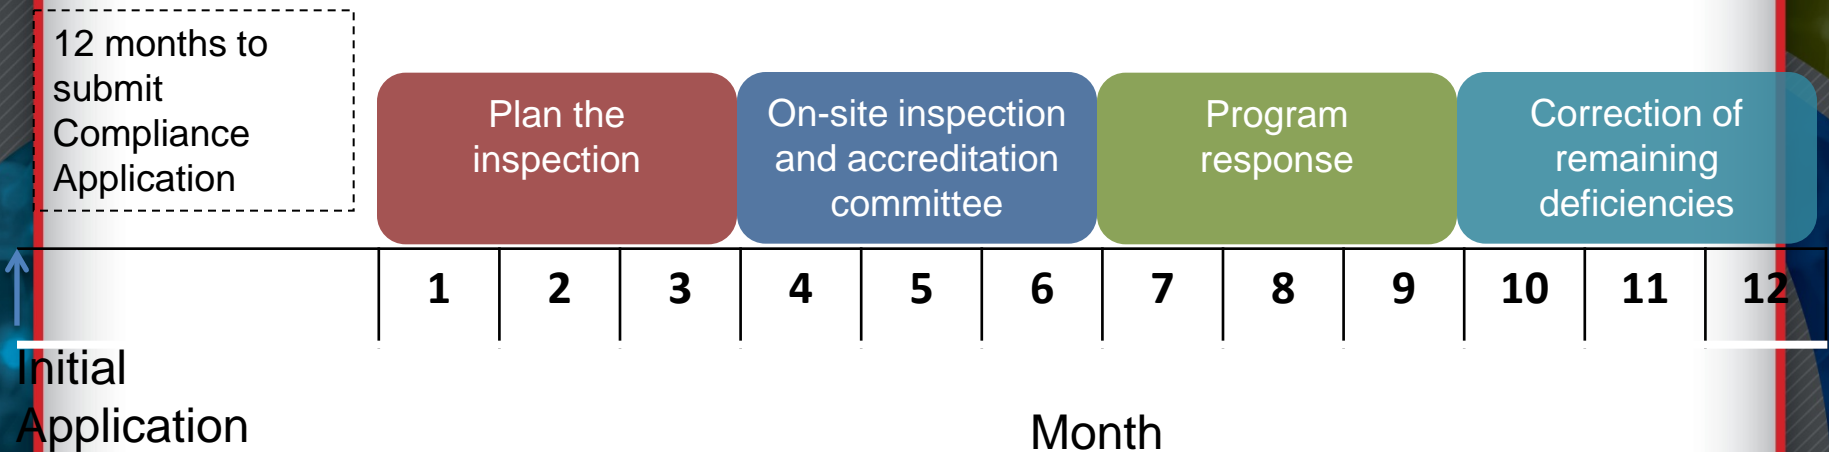 12 months to
submit
Compliance
Application
Plan the
inspection
On-site inspection
and accreditation
committee
Program
response
Correction of
remaining
deficiencies
1 2 3 4 5 6 7 8 9 10 11 12
Initial
Application
Month